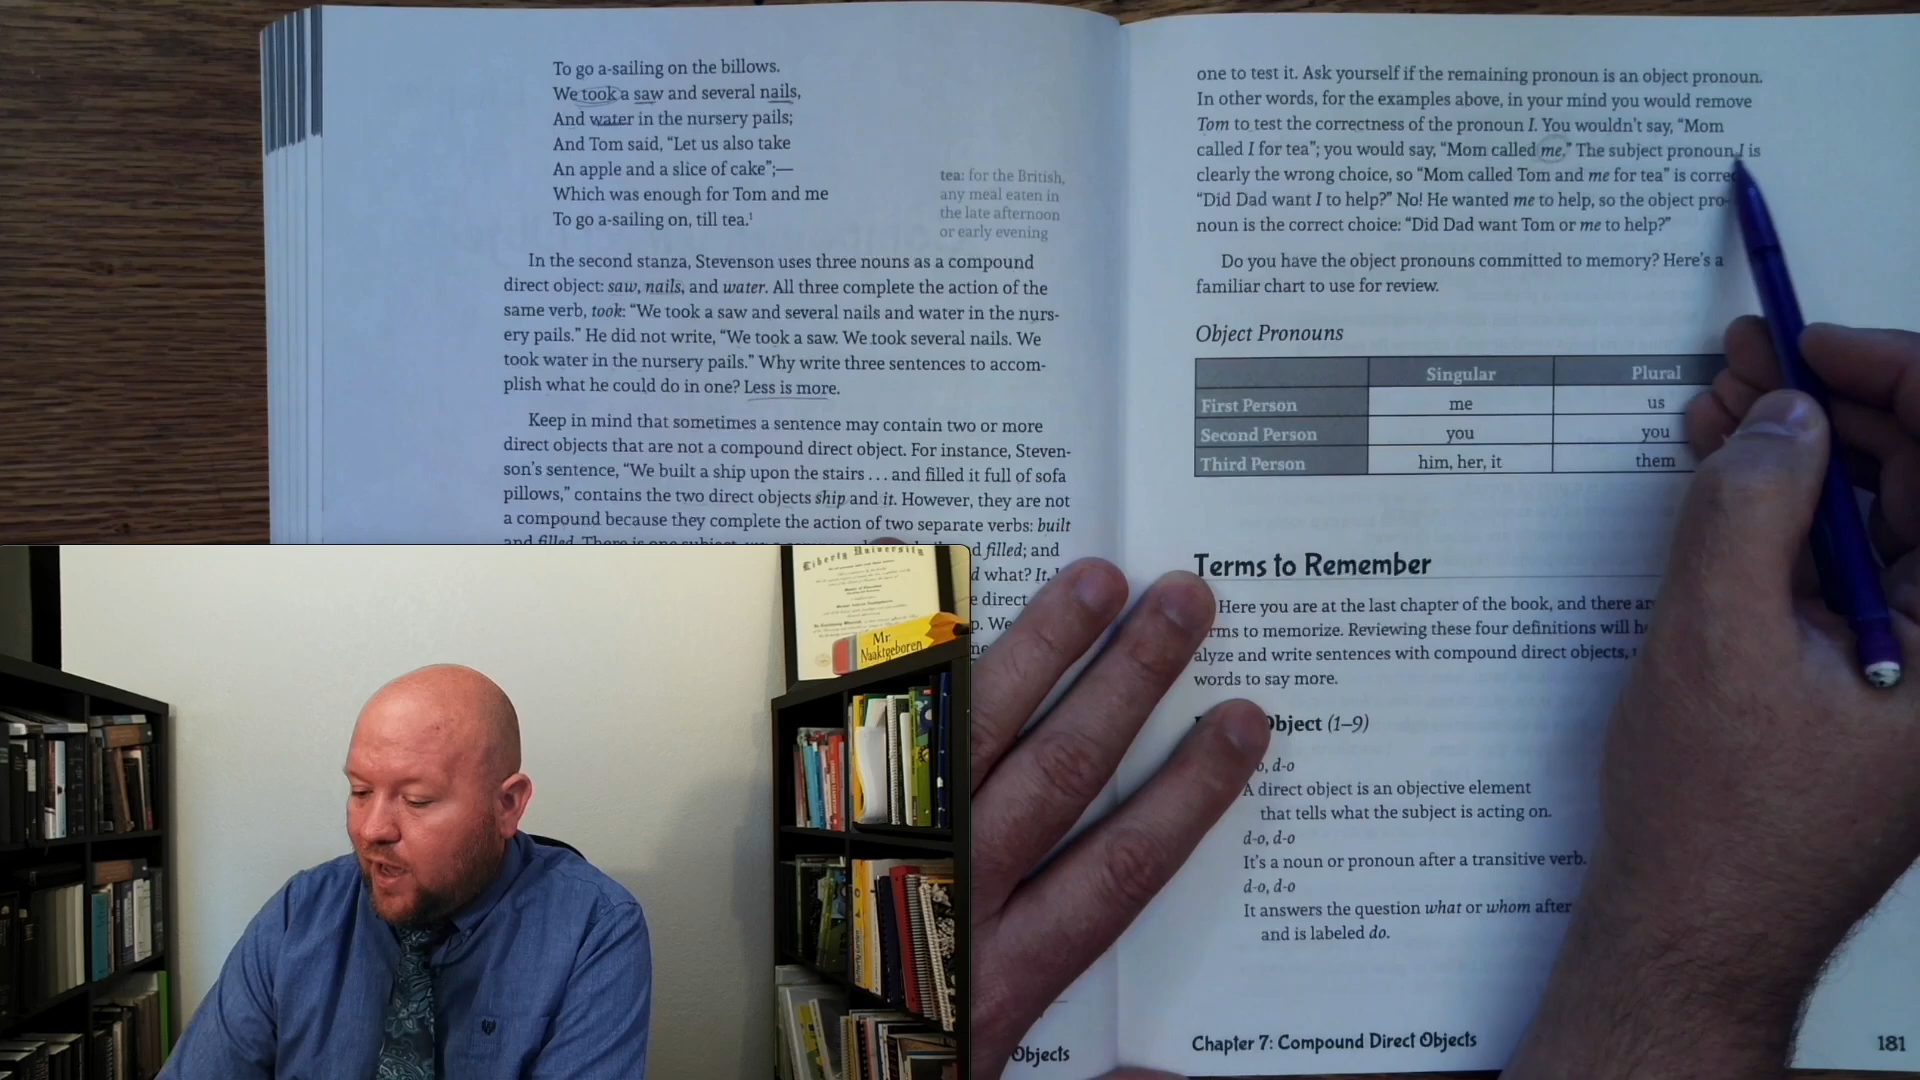 To go a-sailing on the billows.
We took a saw and several nails,
And water in the nursery pails;
And Tom said, “Let us also take
An apple and a slice of cake”;—
Which was enough for Tom and me
To go a-sailing on, till tea.¹
tea: for the British,
any meal eaten in
the late afternoon
or early evening
In the second stanza, Stevenson uses three nouns as a compound
direct object: saw, nails, and water. All three complete the action of the
same verb, took: “We took a saw and several nails and water in the nurs-
ery pails.” He did not write, “We took a saw. We took several nails. We
took water in the nursery pails.” Why write three sentences to accom-
plish what he could do in one? Less is more.
Keep in mind that sometimes a sentence may contain two or more
direct objects that are not a compound direct object. For instance, Steven-
son’s sentence, “We built a ship upon the stairs . . . and filled it full of sofa
pillows,” contains the two direct objects ship and it. However, they are not
a compound because they complete the action of two separate verbs: built
and filled. There is one subject,
d filled; and
d what? It.
e direct
p. We
Objects
one to test it. Ask yourself if the remaining pronoun is an object pronoun.
In other words, for the examples above, in your mind you would remove
Tom to test the correctness of the pronoun I. You wouldn’t say, “Mom
called I for tea”; you would say, “Mom called me.” The subject pronoun I is
clearly the wrong choice, so “Mom called Tom and me for tea” is correc
“Did Dad want I to help?” No! He wanted me to help, so the object pro-
noun is the correct choice: “Did Dad want Tom or me to help?”
Do you have the object pronouns committed to memory? Here’s a
familiar chart to use for review.
Object Pronouns
Singular Plural
First Person me us
Second Person you you
Third Person him, her, it them
Terms to Remember
Here you are at the last chapter of the book, and there ar
rms to memorize. Reviewing these four definitions will h
alyze and write sentences with compound direct objects,
words to say more.
Object (1–9)
o, d-o
A direct object is an objective element
that tells what the subject is acting on.
d-o, d-o
It’s a noun or pronoun after a transitive verb.
d-o, d-o
It answers the question what or whom after
and is labeled do.
Chapter 7: Compound Direct Objects
181
Liberty University
Mr.
Naaktgeboren